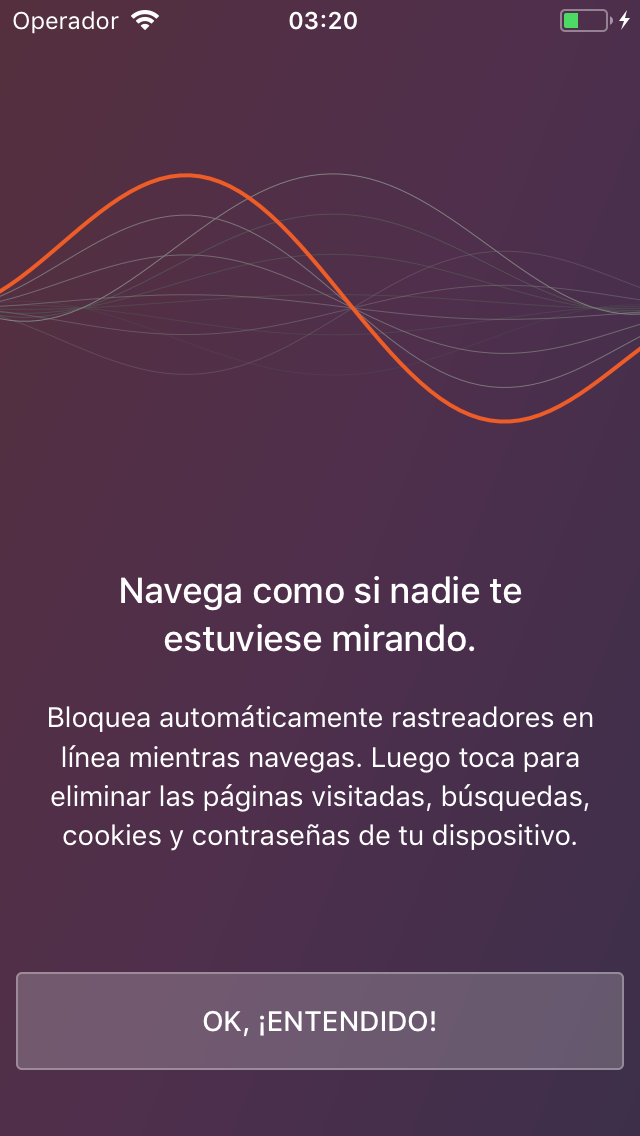 Operador 03:20
Navega como si nadie te
estuviese mirando.
Bloquea automáticamente rastreadores en
línea mientras navegas. Luego toca para
eliminar las páginas visitadas, búsquedas,
cookies y contraseñas de tu dispositivo.
OK, ¡ENTENDIDO!